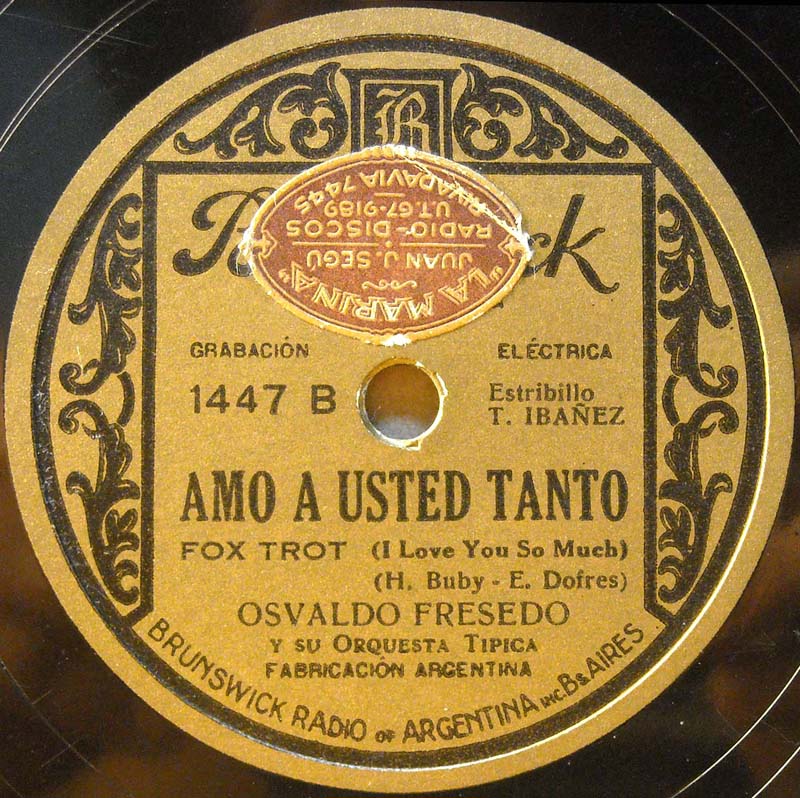 B
"LA MARINA"
JUAN J. SEGÚ
RADIO-DISCOS
U.T. 67-9189
RIVADAVIA 7445
GRABACIÓN ELÉCTRICA
1447 B
Estribillo
T. IBAÑEZ
AMO A USTED TANTO
FOX TROT (I Love You So Much)
(H. Buby - E. Dofres)
OSVALDO FRESEDO
Y SU ORQUESTA TIPICA
FABRICACIÓN ARGENTINA
BRUNSWICK RADIO OF ARGENTINA INC. Bs AIRES